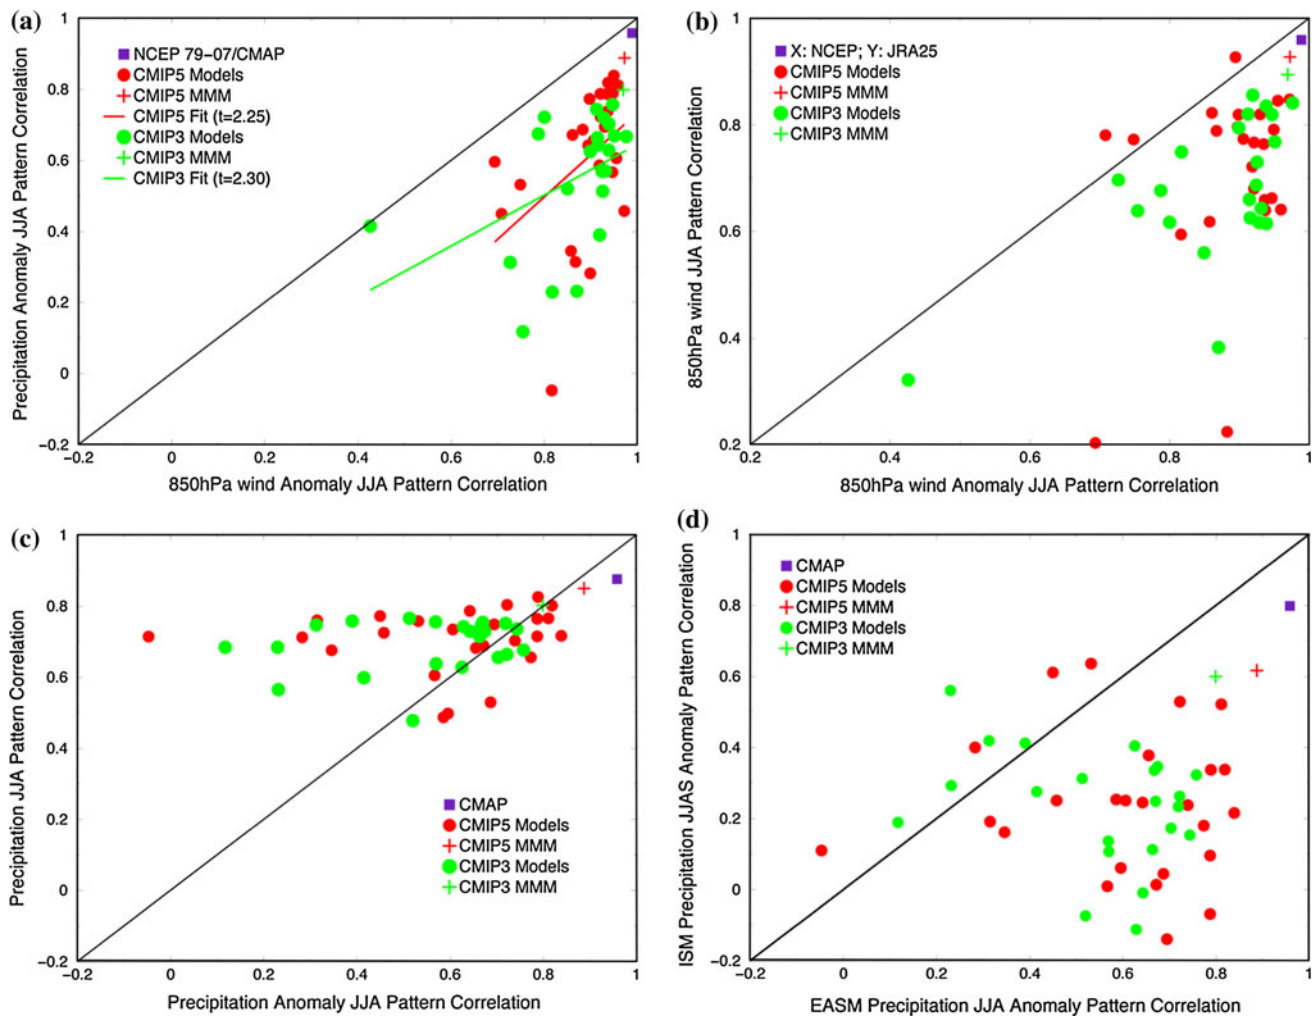 (a)
Precipitation Anomaly JJA Pattern Correlation
1
0.8
0.6
0.4
0.2
0
−0.2
NCEP 79−07/CMAP
CMIP5 Models
CMIP5 MMM
CMIP5 Fit (t=2.25)
CMIP3 Models
CMIP3 MMM
CMIP3 Fit (t=2.30)
−0.2
0
0.2
0.4
0.6
0.8
1
850hPa wind Anomaly JJA Pattern Correlation
(b)
850hPa wind JJA Pattern Correlation
1
0.8
0.6
0.4
0.2
X: NCEP; Y: JRA25
CMIP5 Models
CMIP5 MMM
CMIP3 Models
CMIP3 MMM
0.2
0.4
0.6
0.8
1
850hPa wind Anomaly JJA Pattern Correlation
(c)
Precipitation JJA Pattern Correlation
1
0.8
0.6
0.4
0.2
0
−0.2
CMAP
CMIP5 Models
CMIP5 MMM
CMIP3 Models
CMIP3 MMM
−0.2
0
0.2
0.4
0.6
0.8
1
Precipitation Anomaly JJA Pattern Correlation
(d)
ISM Precipitation JJAS Anomaly Pattern Correlation
1
0.8
0.6
0.4
0.2
0
−0.2
CMAP
CMIP5 Models
CMIP5 MMM
CMIP3 Models
CMIP3 MMM
−0.2
0
0.2
0.4
0.6
0.8
1
EASM Precipitation JJA Anomaly Pattern Correlation